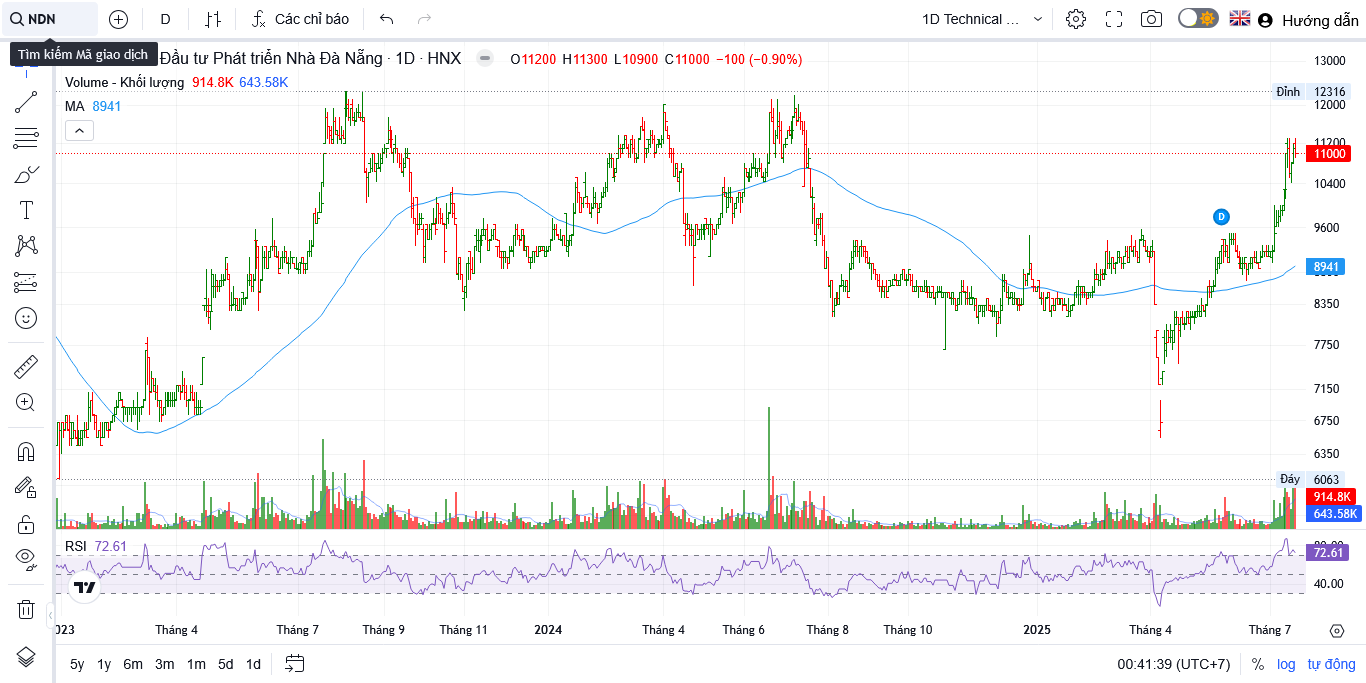 NDN
D
Các chỉ báo
1D Technical ...
Hướng dẫn
Tìm kiếm Mã giao dịch
Đầu tư Phát triển Nhà Đà Nẵng · 1D · HNX
O11200 H11300 L10900 C11000 −100 (−0.90%)
Volume - Khối lượng 914.8K 643.58K
MA 8941
13000
Đỉnh 12316
12000
11200
11000
10400
D
9600
8941
8350
7750
7150
6750
6350
Đáy 6063
914.8K
643.58K
RSI 72.61
80.00
72.61
40.00
023 Tháng 4 Tháng 7 Tháng 9 Tháng 11 2024 Tháng 4 Tháng 6 Tháng 8 Tháng 10 2025 Tháng 4 Tháng 7
5y 1y 6m 3m 1m 5d 1d
00:41:39 (UTC+7) % log tự động